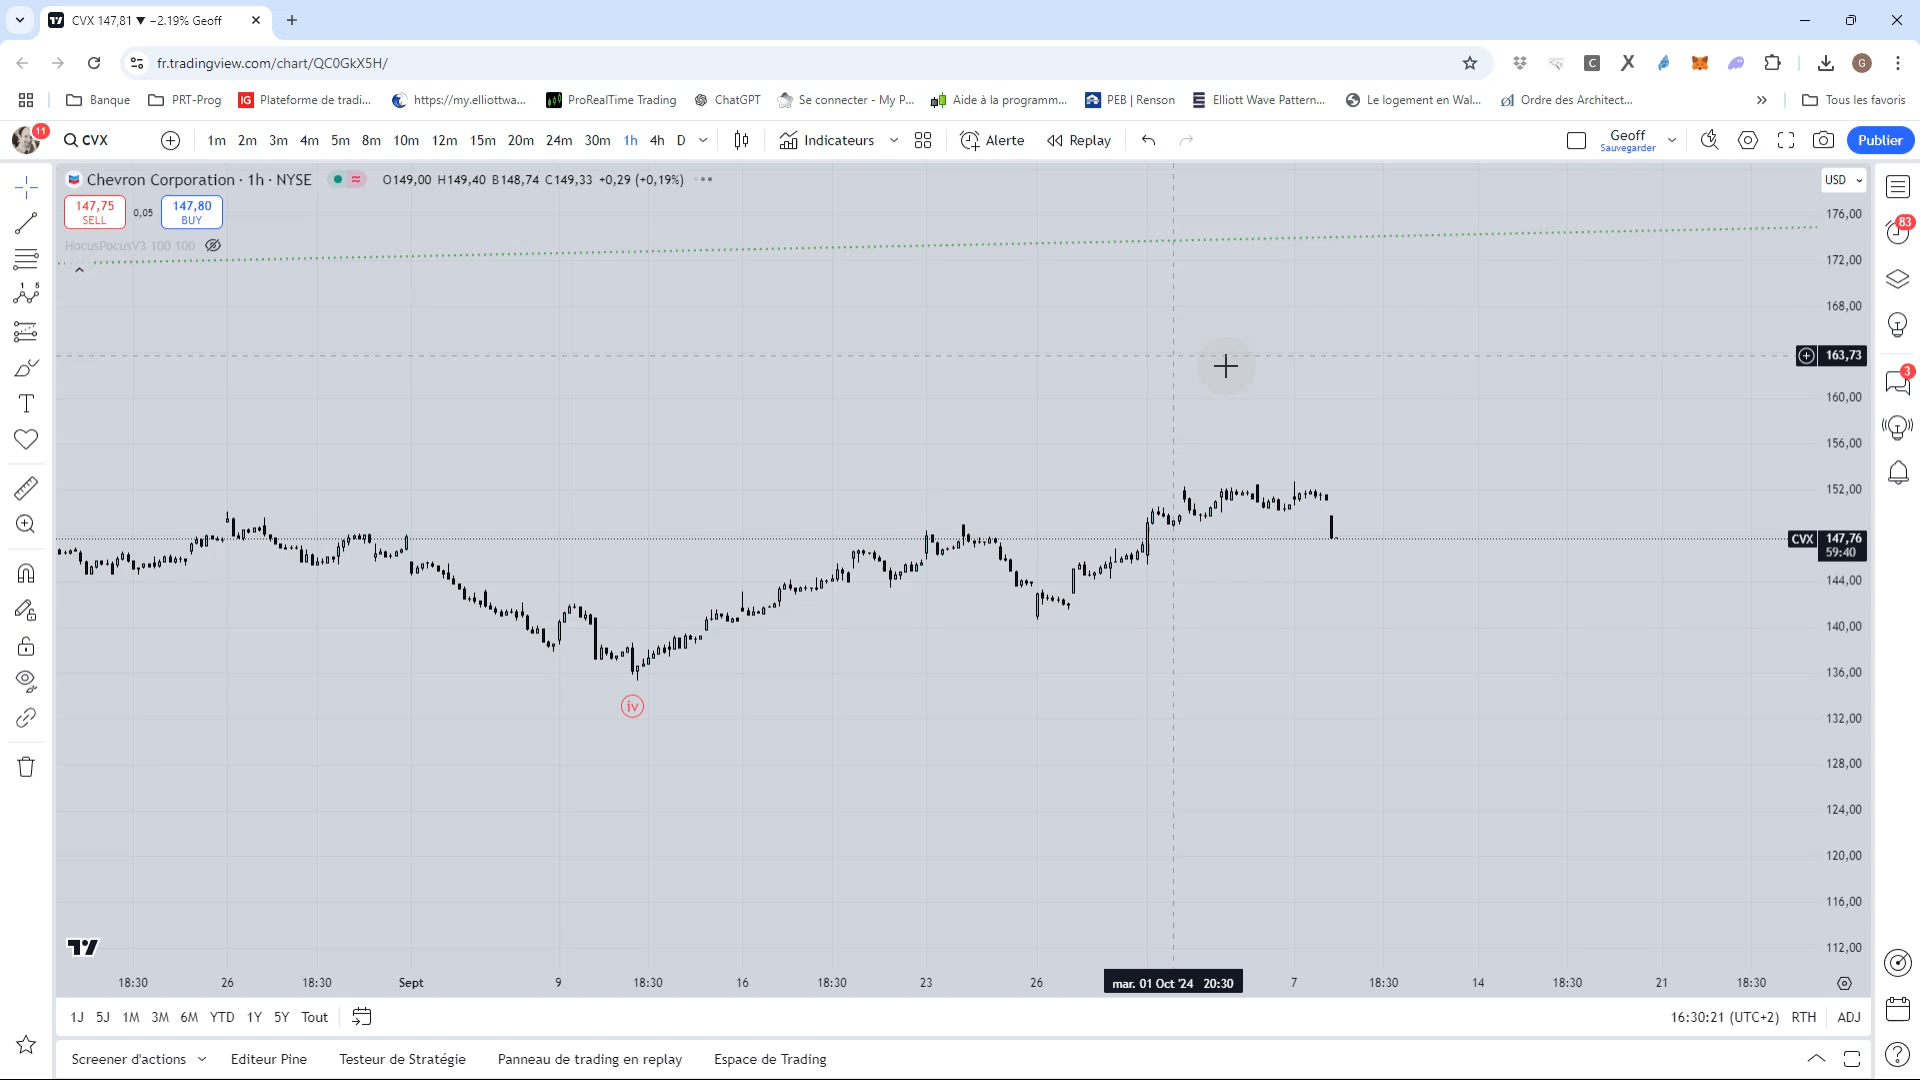 CVX 147,81 ▼ −2.19% Geoff
fr.tradingview.com/chart/QC0GkX5H/
G
Banque
PRT-Prog
IG Plateforme de tradi...
https://my.elliottwa...
ProRealTime Trading
ChatGPT
Se connecter - My P...
Aide à la programm...
PEB | Renson
Elliott Wave Pattern...
Le logement en Wal...
Ordre des Architect...
Tous les favoris
11
CVX
1m 2m 3m 4m 5m 8m 10m 12m 15m 20m 24m 30m 1h 4h D
Indicateurs
Alerte
Replay
Geoff
Sauvegarder
Publier
Chevron Corporation · 1h · NYSE
O149,00 H149,40 B148,74 C149,33 +0,29 (+0,19%)
USD
147,75
SELL
0,05
147,80
BUY
HocusPocusV3 100 100
83
3
176,00
172,00
168,00
163,73
160,00
156,00
152,00
CVX 147,76
59:40
144,00
140,00
136,00
132,00
128,00
124,00
120,00
116,00
112,00
iv
18:30 26 18:30 Sept 9 18:30 16 18:30 23 26 mar. 01 Oct '24 20:30 7 18:30 14 18:30 21 18:30
1J 5J 1M 3M 6M YTD 1Y 5Y Tout
16:30:21 (UTC+2) RTH ADJ
Screener d'actions
Editeur Pine
Testeur de Stratégie
Panneau de trading en replay
Espace de Trading